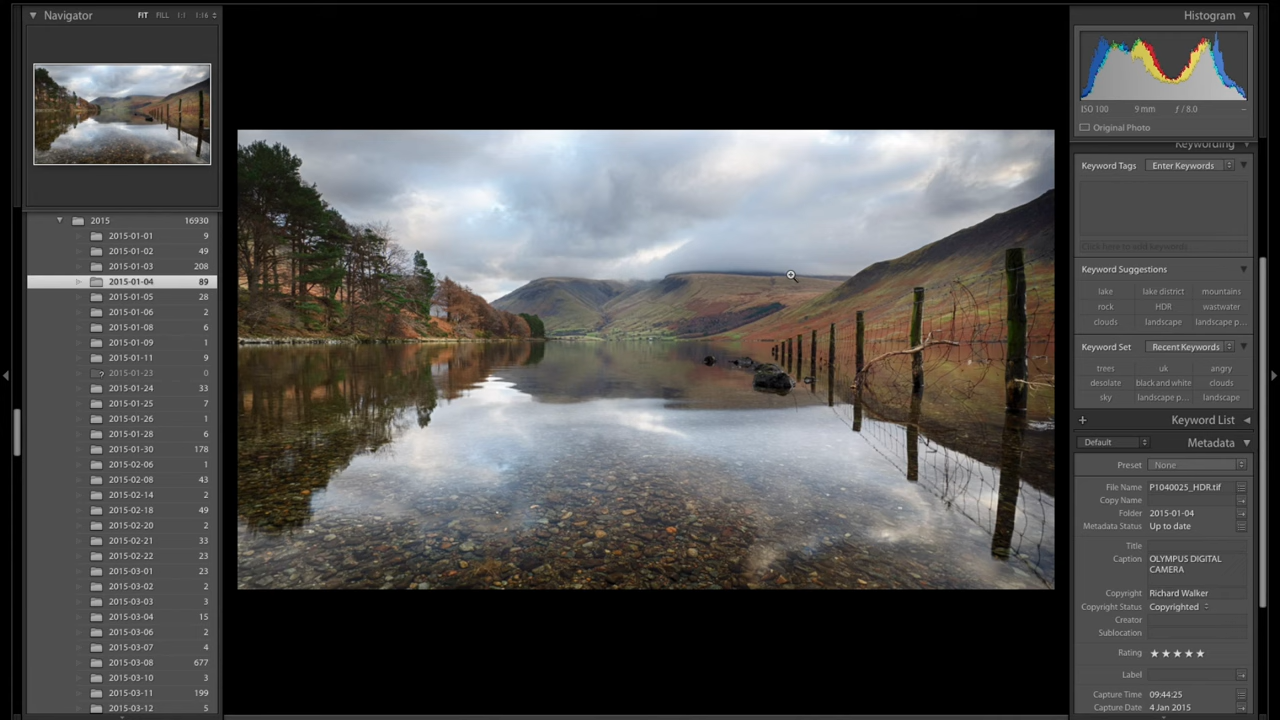 Navigator FIT FILL 1:1 1:16
2015 16930
2015-01-01 9
2015-01-02 49
2015-01-03 208
2015-01-04 89
2015-01-05 28
2015-01-06 2
2015-01-08 6
2015-01-09 1
2015-01-11 9
? 2015-01-23 0
2015-01-24 33
2015-01-25 7
2015-01-26 1
2015-01-28 6
2015-01-30 178
2015-02-06 1
2015-02-08 43
2015-02-14 2
2015-02-18 49
2015-02-20 2
2015-02-21 33
2015-02-22 23
2015-03-01 23
2015-03-02 2
2015-03-03 3
2015-03-04 15
2015-03-06 2
2015-03-07 4
2015-03-08 677
2015-03-10 3
2015-03-11 199
2015-03-12 5
Histogram
ISO 100 9 mm ƒ / 8.0 –
Original Photo
Keywording
Keyword Tags Enter Keywords
Click here to add keywords
Keyword Suggestions
lake lake district mountains
rock HDR wastwater
clouds landscape landscape p...
Keyword Set Recent Keywords
trees uk angry
desolate black and white clouds
sky landscape p... landscape
+ Keyword List
Default Metadata
Preset None
File Name P1040025_HDR.tif
Copy Name
Folder 2015-01-04
Metadata Status Up to date
Title
Caption OLYMPUS DIGITAL
CAMERA
Copyright Richard Walker
Copyright Status Copyrighted
Creator
Sublocation
Rating ★★★★★
Label
Capture Time 09:44:25
Capture Date 4 Jan 2015